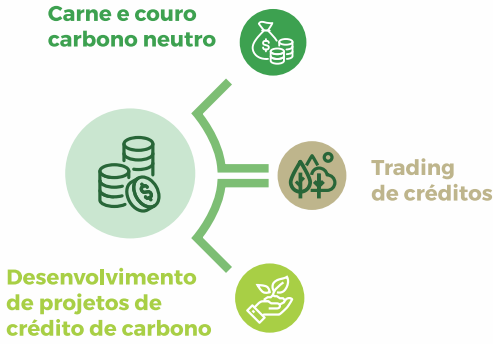 Carne e couro
carbono neutro
Trading
de créditos
Desenvolvimento
de projetos de
crédito de carbono